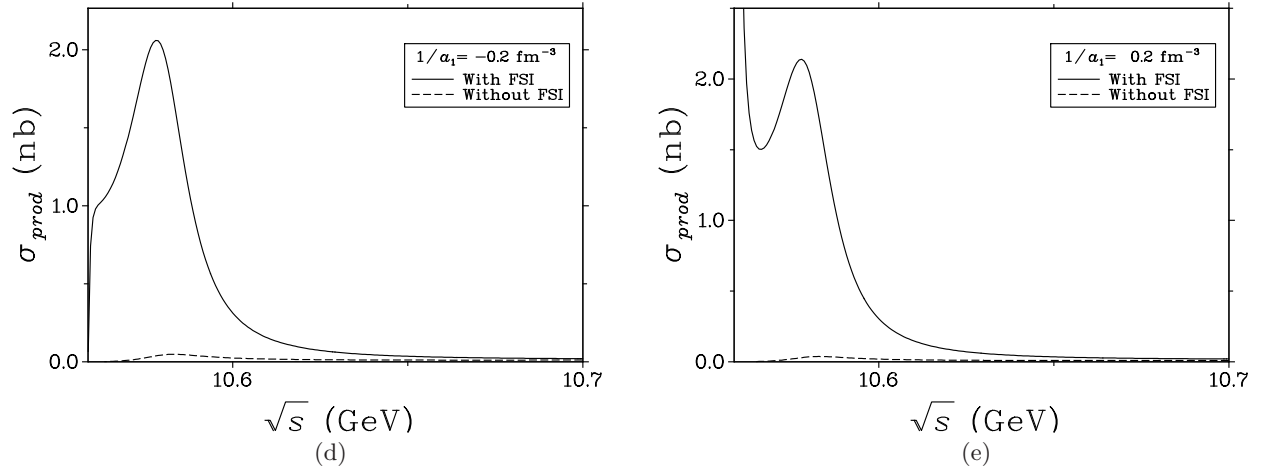 2.0
1.0
0.0
σprod (nb)
1/a₁= −0.2 fm⁻³
With FSI
Without FSI
10.6
10.7
√s (GeV)
(d)
2.0
1.0
0.0
σprod (nb)
1/a₁= 0.2 fm⁻³
With FSI
Without FSI
10.6
10.7
√s (GeV)
(e)